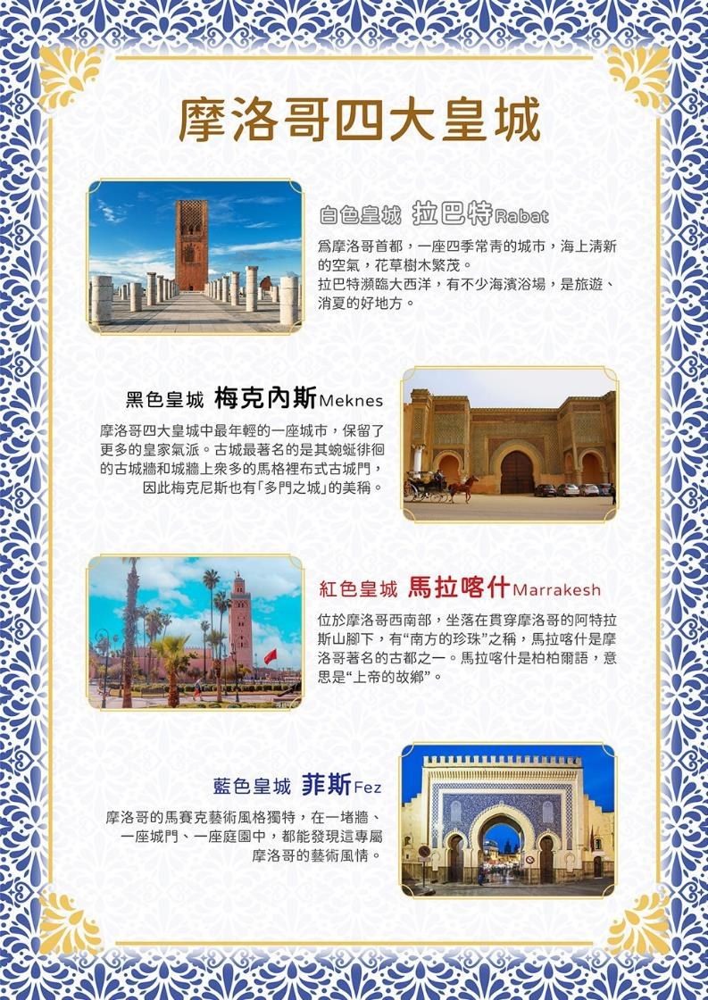 摩洛哥四大皇城
白色皇城 拉巴特Rabat
爲摩洛哥首都，一座四季常靑的城市，海上淸新
的空氣，花草樹木繁茂。
拉巴特瀕臨大西洋，有不少海濱浴場，是旅遊、
消夏的好地方。
黑色皇城 梅克內斯Meknes
摩洛哥四大皇城中最年輕的一座城市，保留了
更多的皇家氣派。古城最著名的是其蜿蜒徘徊
的古城牆和城牆上衆多的馬格裡布式古城門，
因此梅克尼斯也有「多門之城」的美稱。
紅色皇城 馬拉喀什Marrakesh
位於摩洛哥西南部，坐落在貫穿摩洛哥的阿特拉
斯山腳下，有“南方的珍珠”之稱，馬拉喀什是摩
洛哥著名的古都之一。馬拉喀什是柏柏爾語，意
思是“上帝的故鄉”。
藍色皇城 菲斯Fez
摩洛哥的馬賽克藝術風格獨特，在一堵牆、
一座城門、一座庭園中，都能發現這專屬
摩洛哥的藝術風情。